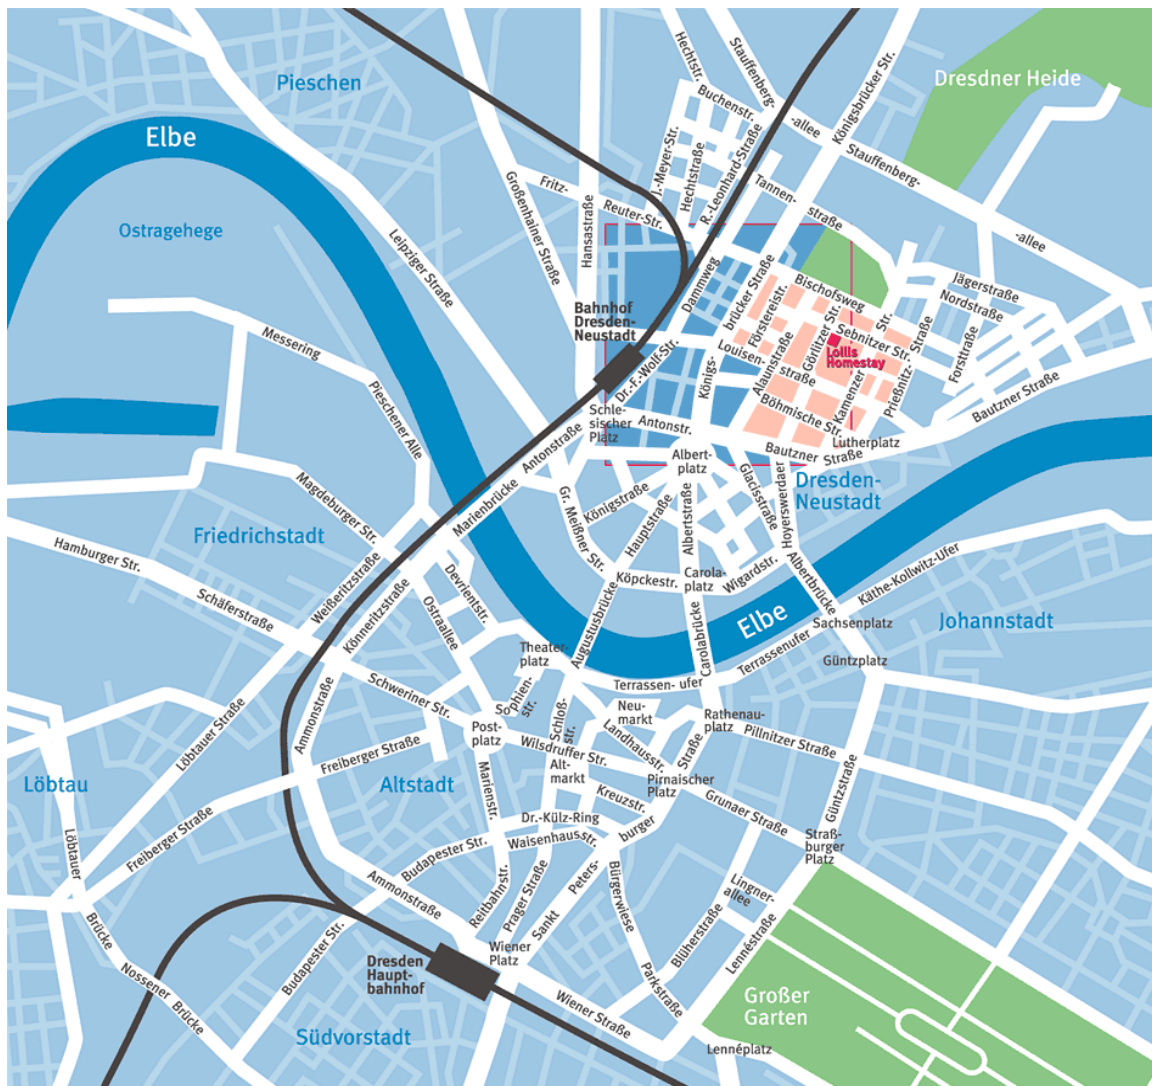 Pieschen
Elbe
Ostragehege
Dresdner Heide
Hechtstr.
Stauffenberg-
-allee
Königsbrücker Str.
Buchenstr.
J.-Meyer-Str.
Hechtstraße
R.-Leonhard-Straße
Stauffenberg-
-allee
Tannen-
straße
Fritz-
Reuter-Str.
Großenhainer Straße
Hansastraße
Leipziger Straße
Dammweg
brücker Straße
Förstereistr.
Bischofsweg
Jägerstraße
Nordstraße
Sebnitzer Str.
Görlitzer Str.
Str.
Straße
Forsttraße
Bahnhof
Dresden-
Neustadt
Lollis
Homestay
Louisen-
straße
Alaunstraße
Kamenzer
Prießnitz-
Königs-
Dr.-F.-Wolf-Str.
Böhmische Str.
Bautzner Straße
Messering
Pieschener Alle
Schle-
sischer
Platz
Antonstr.
Antonstraße
Lutherplatz
Bautzner Straße
Albert-
platz
Dresden-
Neustadt
Marienbrücke
Magdeburger Str.
Friedrichstadt
Gr. Meißner Str.
Königstraße
Hauptstraße
Albertstraße
Glacisstraße
Hoyerswerdaer
Hamburger Str.
Schäferstraße
Weißeritzstraße
Könneritzstraße
Devrientstr.
Ostraallee
Köpckestr.
Carola-
platz
Wigardstr.
Albertbrücke
Käthe-Kollwitz-Ufer
Elbe
Sachsenplatz
Johannstadt
Augustusbrücke
Carolabrücke
Terrassenufer
Güntzplatz
Theater-
platz
Terrassen- ufer
Schweriner Str.
Sophien-
str.
Schloß-
str.
Neu-
markt
Rathenau-
platz
Pillnitzer Straße
Ammonstraße
Löbtauer Straße
Post-
platz
Wilsdruffer Str.
Landhausstr.
Straße
Freiberger Straße
Löbtau
Altstadt
Alt-
markt
Pirnaischer
Platz
Güntzstraße
Marienstr.
Kreuzstr.
Grunaer Straße
Dr.-Külz-Ring
burger
Löbtauer
Freiberger Straße
Budapester Str.
Waisenhausstr.
Straß-
burger
Platz
Ammonstraße
Reitbahnstr.
Prager Straße
Peters-
Bürgerwiese
Lingner-
allee
Brücke
Sankt
Blüherstraße
Lennéstraße
Budapester Str.
Wiener
Platz
Dresden
Haupt-
bahnhof
Nossener Brücke
Parkstraße
Wiener Straße
Großer
Garten
Südvorstadt
Lennéplatz